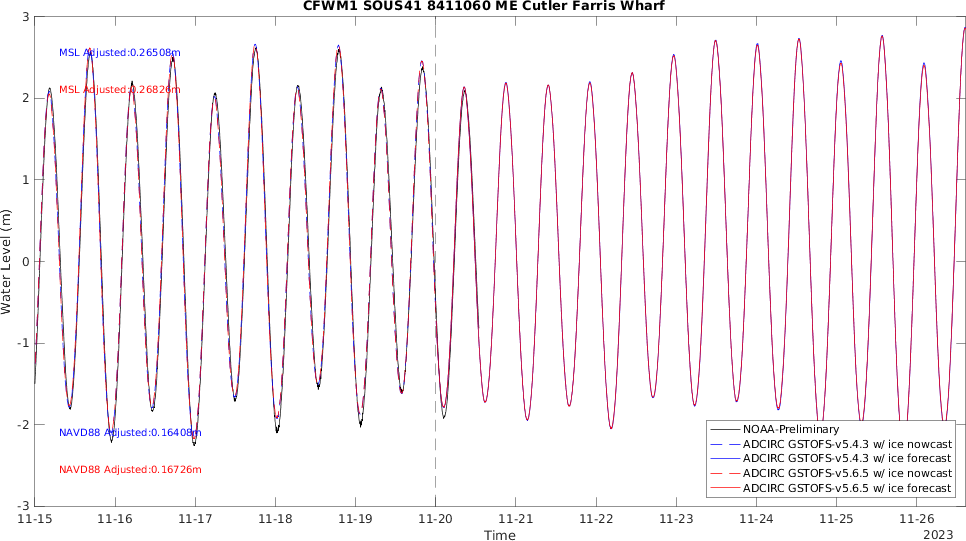 CFWM1 SOUS41 8411060 ME Cutler Farris Wharf
3
MSL Adjusted:0.26508m
MSL Adjusted:0.26826m
2
1
0
-1
-2
-3
Water Level (m)
NAVD88 Adjusted:0.16408m
NAVD88 Adjusted:0.16726m
NOAA-Preliminary
ADCIRC GSTOFS-v5.4.3 w/ ice nowcast
ADCIRC GSTOFS-v5.4.3 w/ ice forecast
ADCIRC GSTOFS-v5.6.5 w/ ice nowcast
ADCIRC GSTOFS-v5.6.5 w/ ice forecast
11-15 11-16 11-17 11-18 11-19 11-20 11-21 11-22 11-23 11-24 11-25 11-26
Time
2023